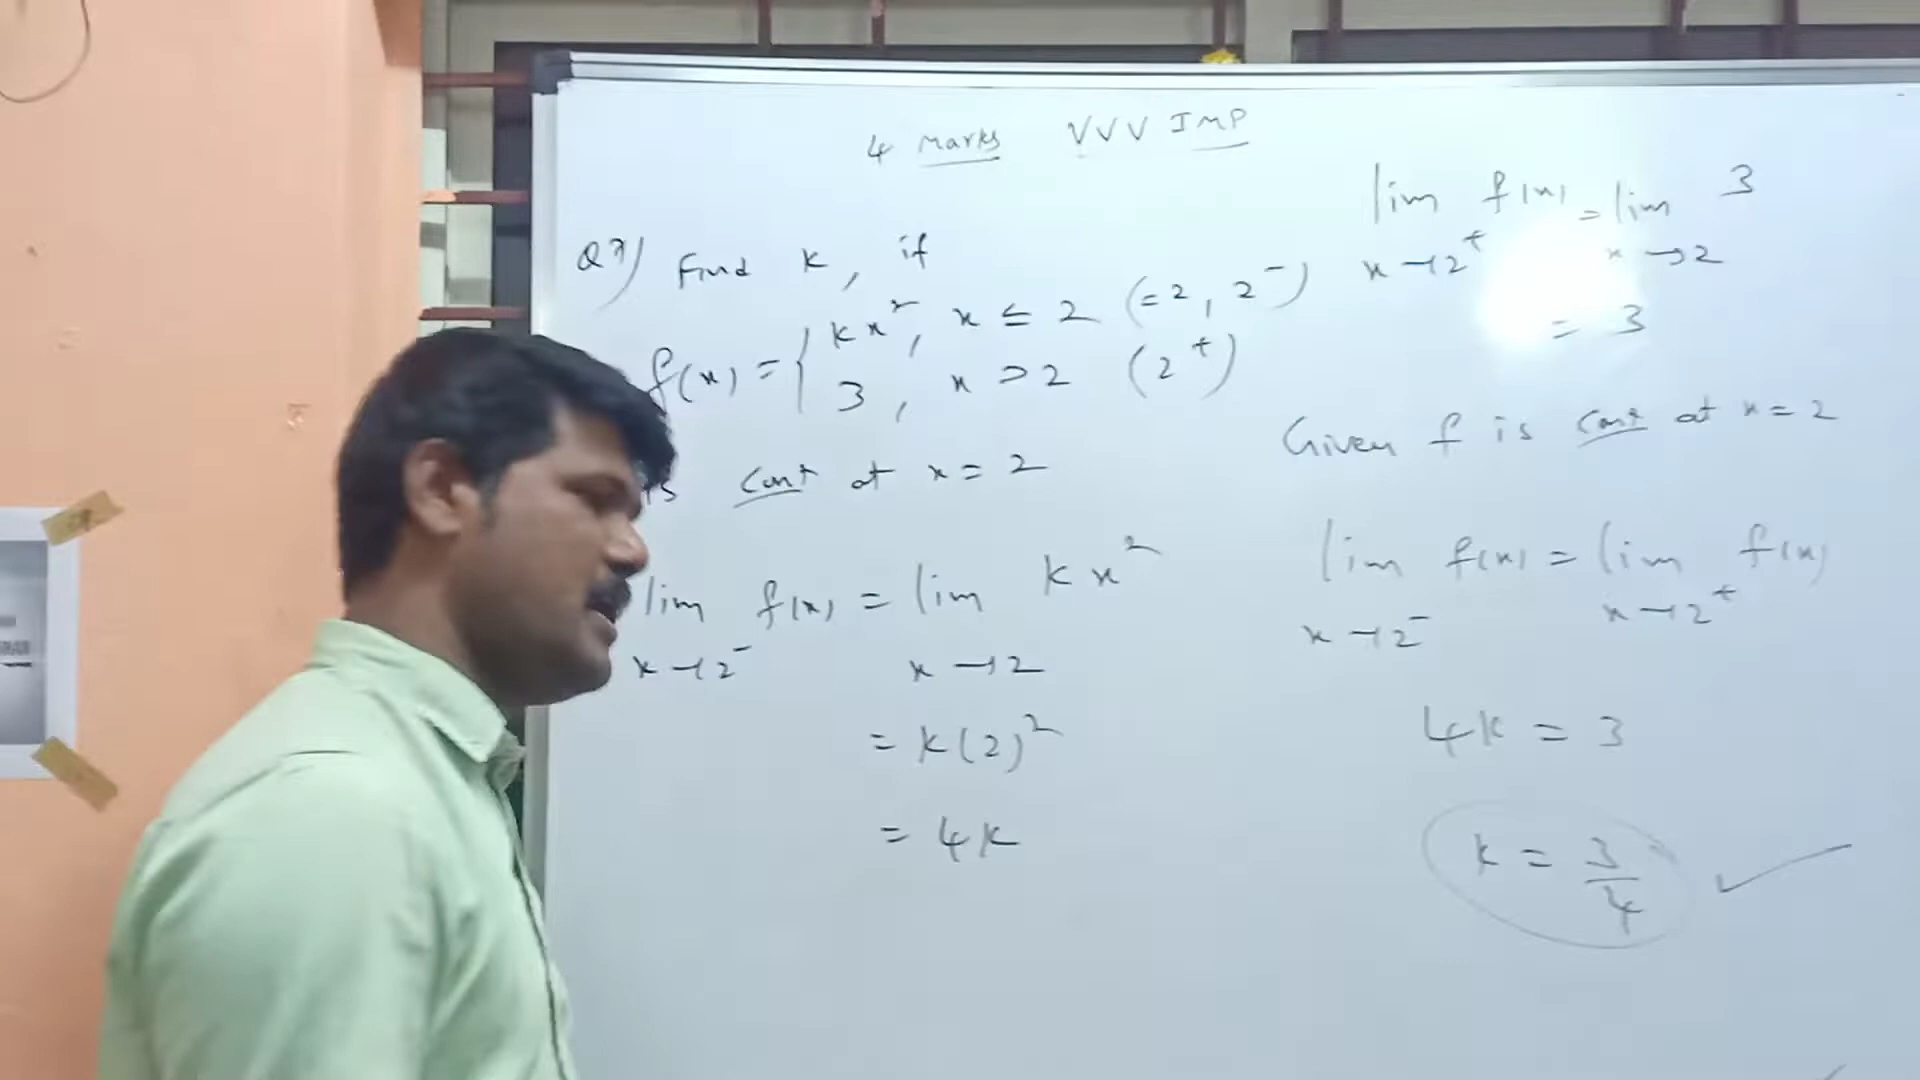 4 Marks VVV IMP
Q7) Find k, if
f(x) = { kx², x ≤ 2 (=2, 2⁻)
3, x > 2 (2⁺)
is cont at x = 2
lim f(x) = lim kx²
x→2⁻ x→2
= k(2)²
= 4k
lim f(x) = lim 3
x→2⁺ x→2
= 3
Given f is cont at x = 2
lim f(x) = lim f(x)
x→2⁻ x→2⁺
4k = 3
k = 3/4